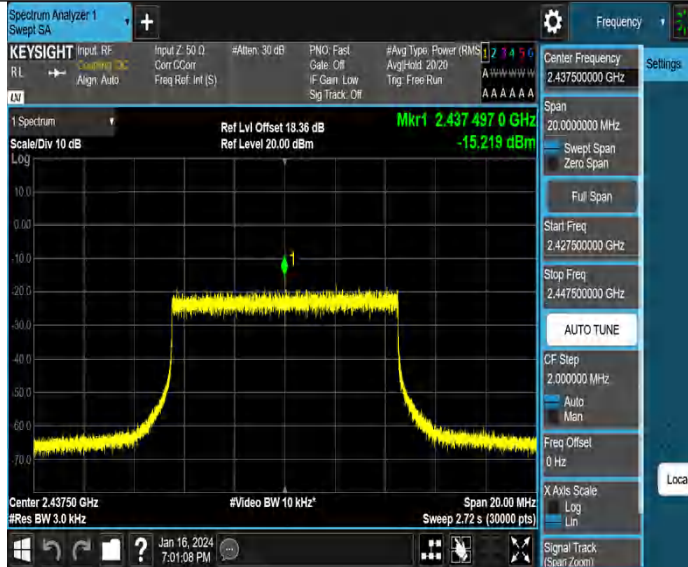 Spectrum Analyzer 1
Swept SA
+
Frequency
KEYSIGHT
RL
LXI
Input: RF
Coupling: DC
Align: Auto
Input Z: 50 Ω
Corr CCorr
Freq Ref: Int (S)
#Atten: 30 dB
PNO: Fast
Gate: Off
IF Gain: Low
Sig Track: Off
#Avg Type: Power (RMS
Avg|Hold: 20/20
Trig: Free Run
1 2 3 4 5 6
A W W W W W
A A A A A A
1 Spectrum
Scale/Div 10 dB
Log
Ref Lvl Offset 18.36 dB
Ref Level 20.00 dBm
Mkr1 2.437 497 0 GHz
-15.219 dBm
10.0
0.00
-10.0
-20.0
-30.0
-40.0
-50.0
-60.0
-70.0
1
Center 2.43750 GHz
#Res BW 3.0 kHz
#Video BW 10 kHz*
Span 20.00 MHz
Sweep 2.72 s (30000 pts)
?
Jan 16, 2024
7:01:08 PM
Center Frequency
2.437500000 GHz
Span
20.0000000 MHz
Swept Span
Zero Span
Full Span
Start Freq
2.427500000 GHz
Stop Freq
2.447500000 GHz
AUTO TUNE
CF Step
2.000000 MHz
Auto
Man
Freq Offset
0 Hz
X Axis Scale
Log
Lin
Signal Track
(Span Zoom)
Settings
Loca